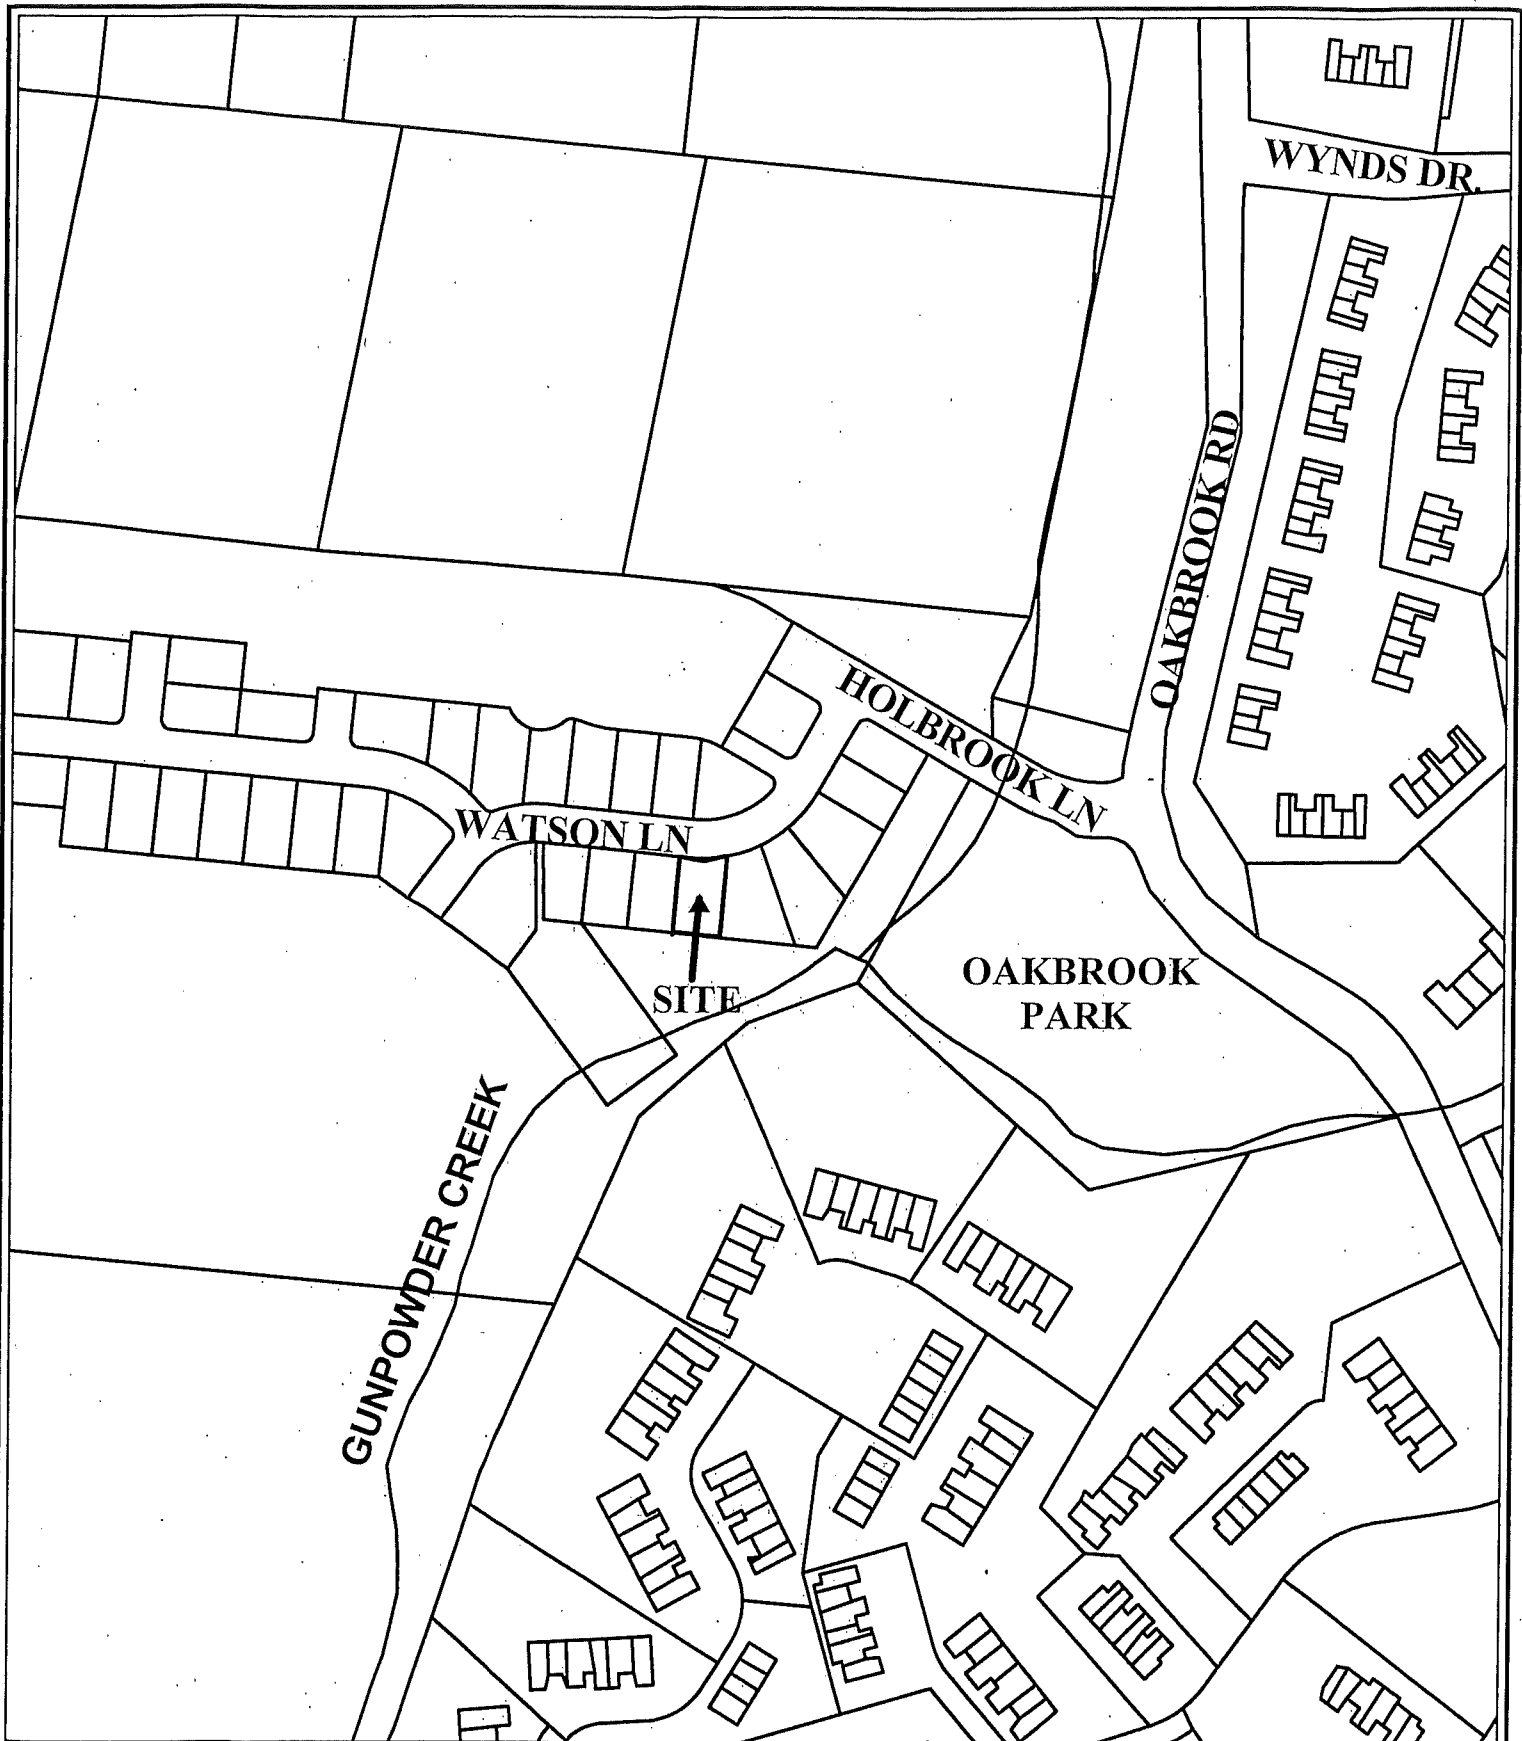 WYNDS DR.
OAKBROOK RD
HOLBROOK LN
WATSON LN
OAKBROOK
PARK
SITE
GUNPOWDER CREEK